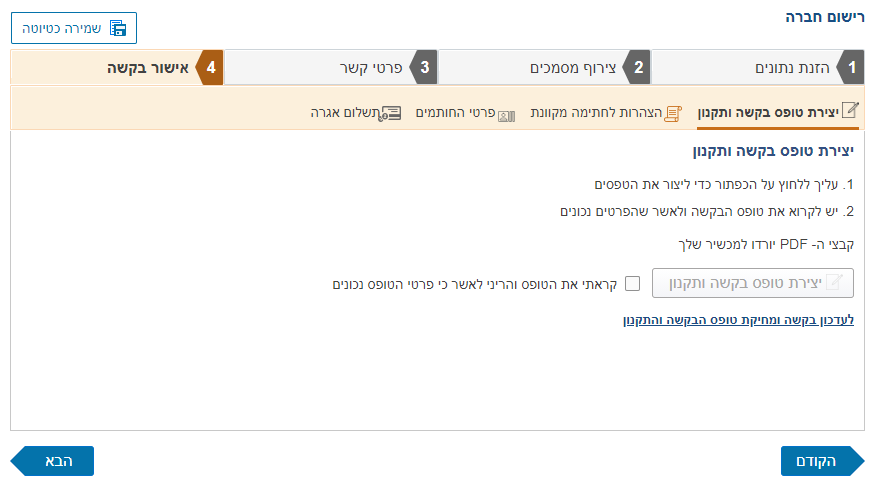 רישום חברה
שמירה כטיוטה
1 הזנת נתונים
2 צירוף מסמכים
3 פרטי קשר
4 אישור בקשה
יצירת טופס בקשה ותקנון
הצהרות לחתימה מקוונת
פרטי החותמים
תשלום אגרה
יצירת טופס בקשה ותקנון
1. עליך ללחוץ על הכפתור כדי ליצור את הטפסים
2. יש לקרוא את טופס הבקשה ולאשר שהפרטים נכונים
קבצי ה- PDF יורדו למכשיר שלך
יצירת טופס בקשה ותקנון
קראתי את הטופס והריני לאשר כי פרטי הטופס נכונים
לעדכון בקשה ומחיקת טופס הבקשה והתקנון
הקודם
הבא